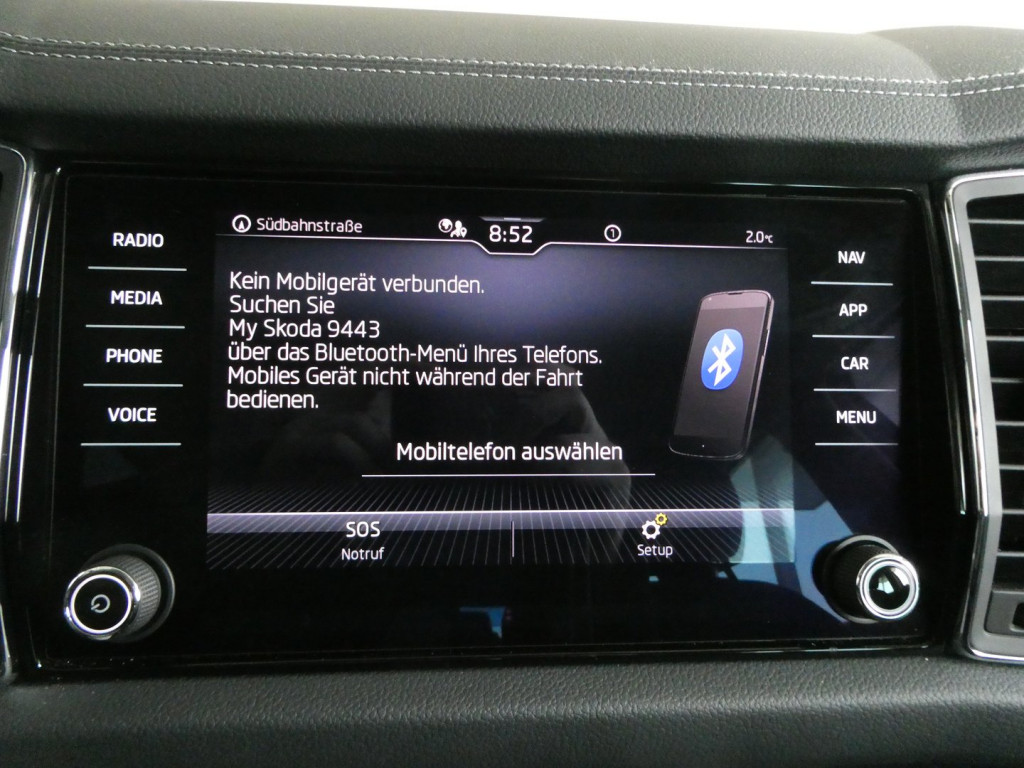 Südbahnstraße
8:52
1
2.0°C
RADIO
MEDIA
PHONE
VOICE
Kein Mobilgerät verbunden.
Suchen Sie
My Skoda 9443
über das Bluetooth-Menü Ihres Telefons.
Mobiles Gerät nicht während der Fahrt
bedienen.
Mobiltelefon auswählen
SOS
Notruf
Setup
NAV
APP
CAR
MENU